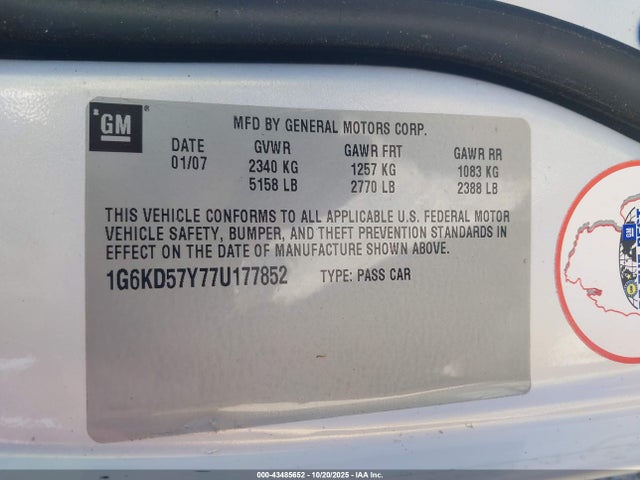 GM
MFD BY GENERAL MOTORS CORP.
DATE GVWR GAWR FRT GAWR RR
01/07 2340 KG 1257 KG 1083 KG
5158 LB 2770 LB 2388 LB
THIS VEHICLE CONFORMS TO ALL APPLICABLE U.S. FEDERAL MOTOR
VEHICLE SAFETY, BUMPER, AND THEFT PREVENTION STANDARDS
IN EFFECT ON THE DATE OF MANUFACTURE SHOWN ABOVE.
1G6KD57Y77U177852 TYPE: PASS CAR
000-43485652 | 10/20/2025 - IAA Inc.